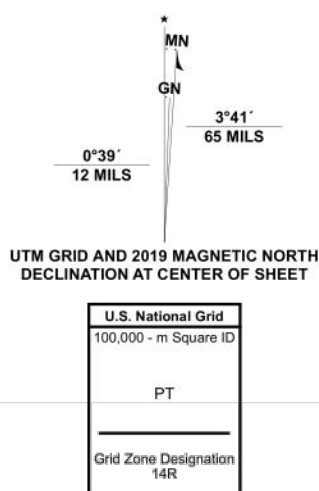 *
MN
GN
3°41´
65 MILS
0°39´
12 MILS
UTM GRID AND 2019 MAGNETIC NORTH
DECLINATION AT CENTER OF SHEET
U.S. National Grid
100,000 - m Square ID
PT
Grid Zone Designation
14R